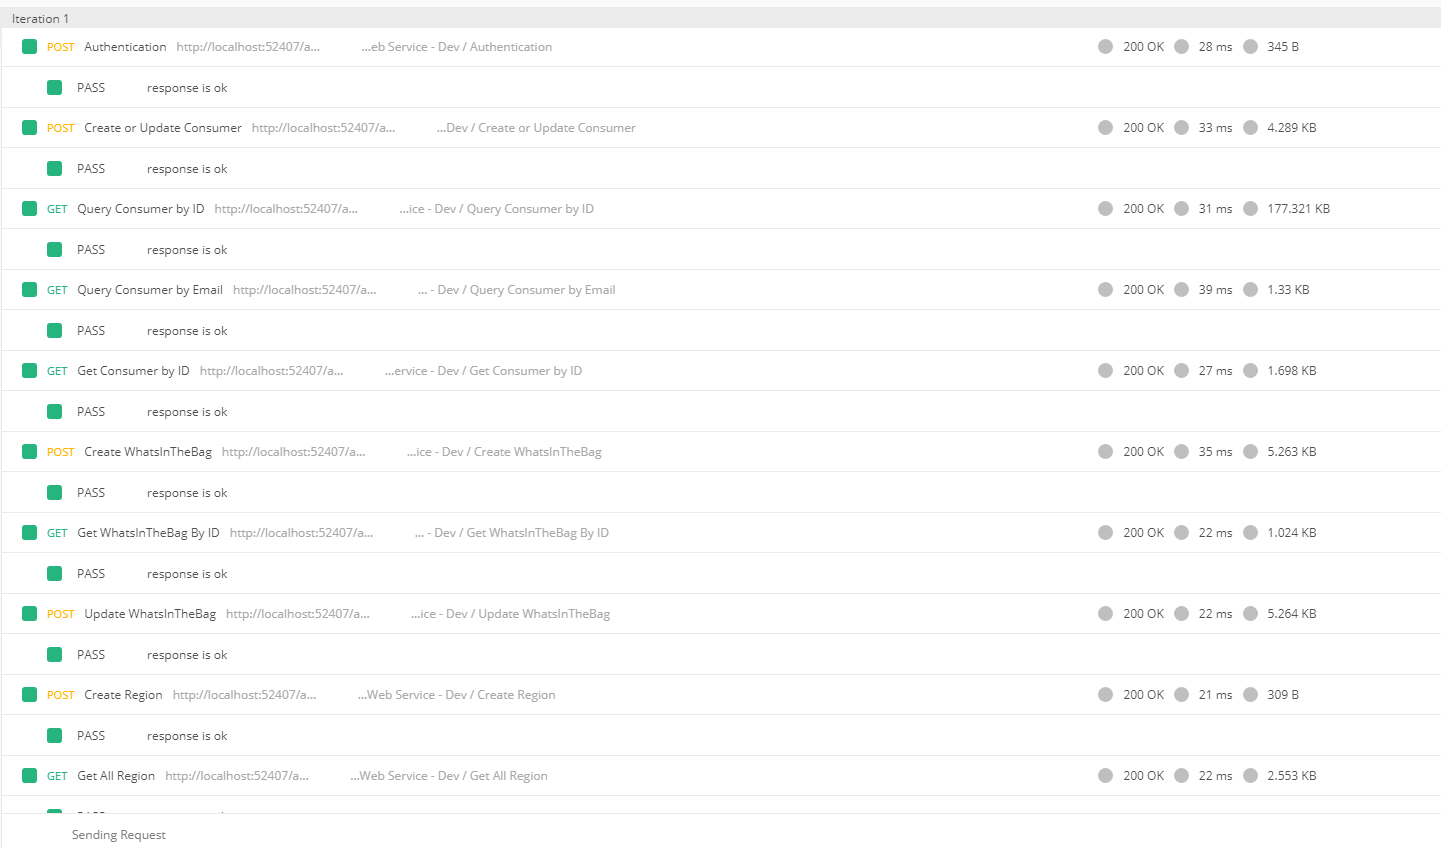 Iteration 1
POST Authentication http://localhost:52407/a... ...eb Service - Dev / Authentication 200 OK 28 ms 345 B
PASS response is ok
POST Create or Update Consumer http://localhost:52407/a... ...Dev / Create or Update Consumer 200 OK 33 ms 4.289 KB
PASS response is ok
GET Query Consumer by ID http://localhost:52407/a... ...ice - Dev / Query Consumer by ID 200 OK 31 ms 177.321 KB
PASS response is ok
GET Query Consumer by Email http://localhost:52407/a... ... - Dev / Query Consumer by Email 200 OK 39 ms 1.33 KB
PASS response is ok
GET Get Consumer by ID http://localhost:52407/a... ...ervice - Dev / Get Consumer by ID 200 OK 27 ms 1.698 KB
PASS response is ok
POST Create WhatsInTheBag http://localhost:52407/a... ...ice - Dev / Create WhatsInTheBag 200 OK 35 ms 5.263 KB
PASS response is ok
GET Get WhatsInTheBag By ID http://localhost:52407/a... ... - Dev / Get WhatsInTheBag By ID 200 OK 22 ms 1.024 KB
PASS response is ok
POST Update WhatsInTheBag http://localhost:52407/a... ...ice - Dev / Update WhatsInTheBag 200 OK 22 ms 5.264 KB
PASS response is ok
POST Create Region http://localhost:52407/a... ...Web Service - Dev / Create Region 200 OK 21 ms 309 B
PASS response is ok
GET Get All Region http://localhost:52407/a... ...Web Service - Dev / Get All Region 200 OK 22 ms 2.553 KB
Sending Request